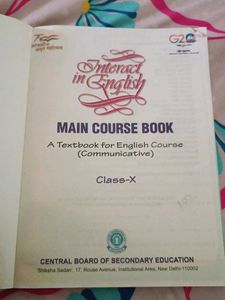 G20
Interact
in
English
MAIN COURSE BOOK
A Textbook for English Course
(Communicative)
Class-X
CENTRAL BOARD OF SECONDARY EDUCATION
'Shiksha Sadan', 17, Rouse Avenue, Institutional Area, New Delhi 110002